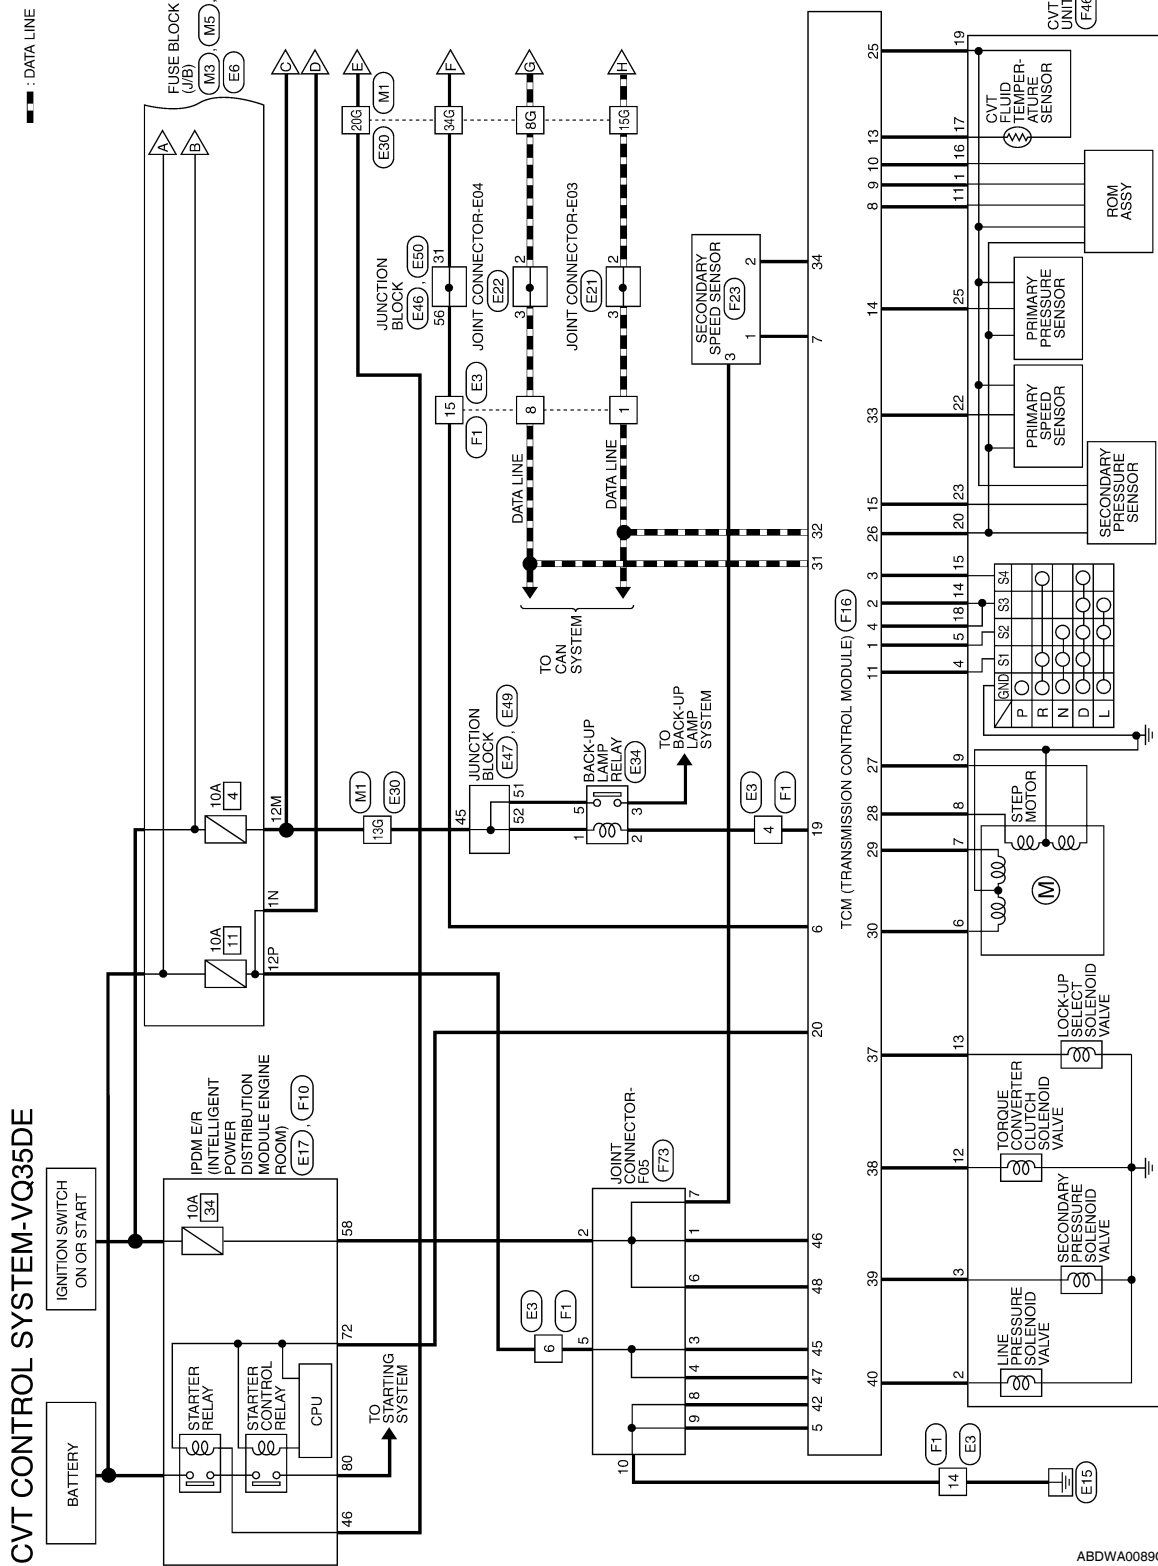 CVT CONTROL SYSTEM-VQ35DE
: DATA LINE
BATTERY
IGNITION SWITCH
ON OR START
FUSE BLOCK
(J/B)
M3 , M5 ,
E6
A
B
C
D
E
F
G
H
10A
11
10A
4
12P
1N
12M
IPDM E/R
(INTELLIGENT
POWER
DISTRIBUTION
MODULE ENGINE
ROOM)
E17 , F10
10A
34
STARTER
RELAY
STARTER
CONTROL
RELAY
CPU
46
80
72
58
TO
STARTING
SYSTEM
M1
E30
13G
20G
M1
E30
34G
8G
15G
JUNCTION
BLOCK
E46 , E50
56
31
JOINT CONNECTOR-E04
E22
3
2
JOINT CONNECTOR-E03
E21
3
2
F1
E3
15
8
1
DATA LINE
DATA LINE
TO
CAN
SYSTEM
JUNCTION
BLOCK
E47 , E49
45
52
51
BACK-UP
LAMP
RELAY
E34
1
5
2
3
TO
BACK-UP
LAMP
SYSTEM
E3
F1
4
SECONDARY
SPEED SENSOR
F23
3
1
2
E3
F1
6
JOINT
CONNECTOR-
F05
F73
5
2
10
9
8
4
3
6
1
7
5
42
47
45
48
46
20
6
19
31
32
7
34
TCM (TRANSMISSION CONTROL MODULE)
F16
40
39
38
37
30
29
28
27
11
1
4
2
3
26
15
33
14
8
9
10
13
25
F1
E3
14
E15
2
3
12
13
6
7
8
9
4
5
18
14
15
20
23
22
25
11
1
16
17
19
CVT
UNIT
F46
LINE
PRESSURE
SOLENOID
VALVE
SECONDARY
PRESSURE
SOLENOID
VALVE
TORQUE
CONVERTER
CLUTCH
SOLENOID
VALVE
LOCK-UP
SELECT
SOLENOID
VALVE
STEP
MOTOR
M
GND S1 S2 S3 S4
P
R
N
D
L
SECONDARY
PRESSURE
SENSOR
PRIMARY
SPEED
SENSOR
PRIMARY
PRESSURE
SENSOR
ROM
ASSY
CVT
FLUID
TEMPER-
ATURE
SENSOR